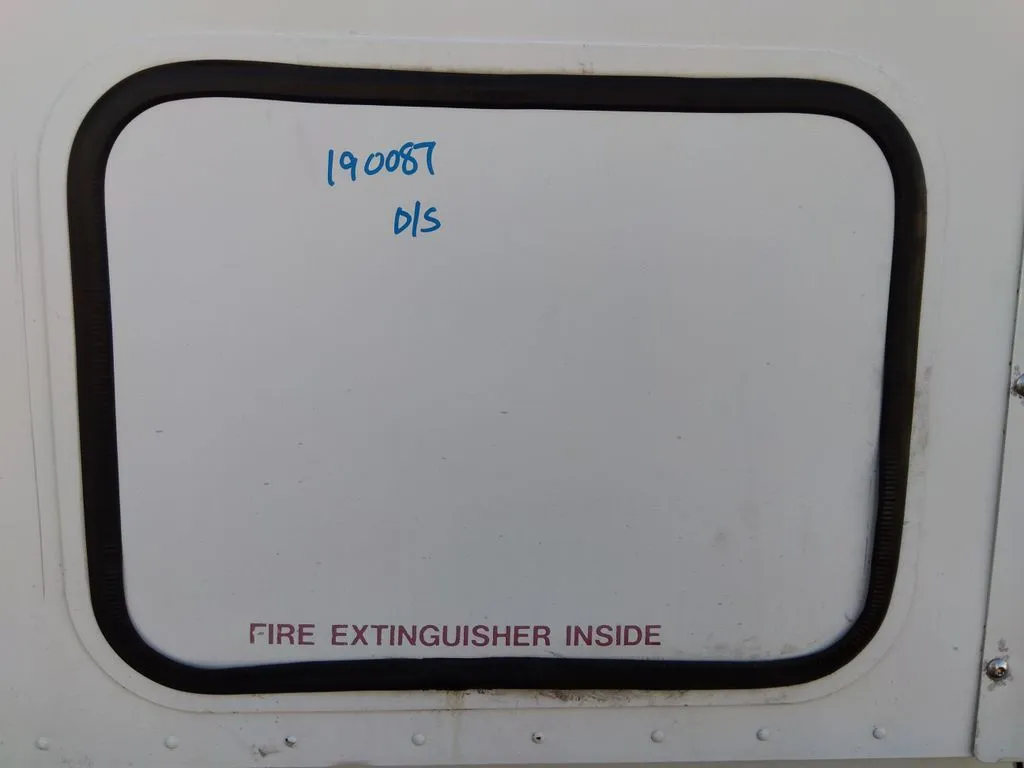 190087
D/S
FIRE EXTINGUISHER INSIDE